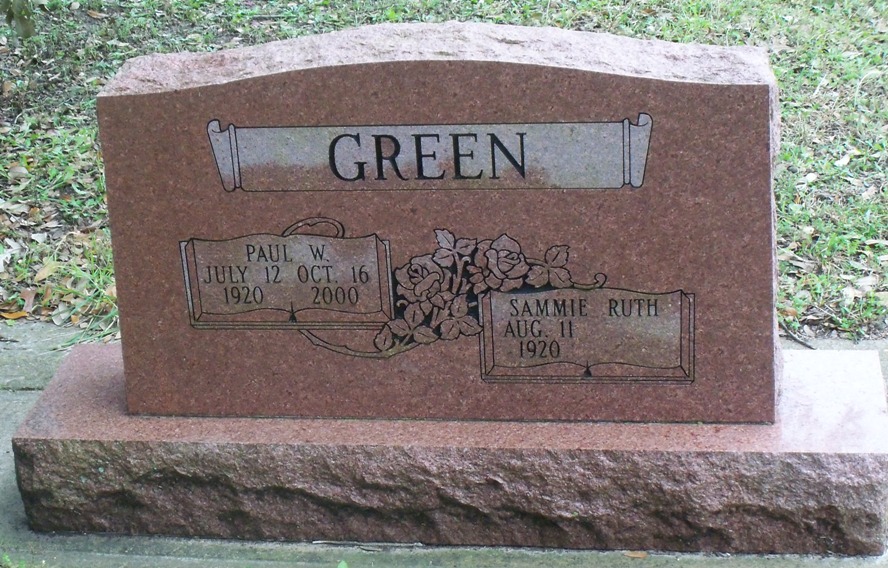 GREEN
PAUL W.
JULY 12 OCT. 16
1920 2000
SAMMIE RUTH
AUG. 11
1920